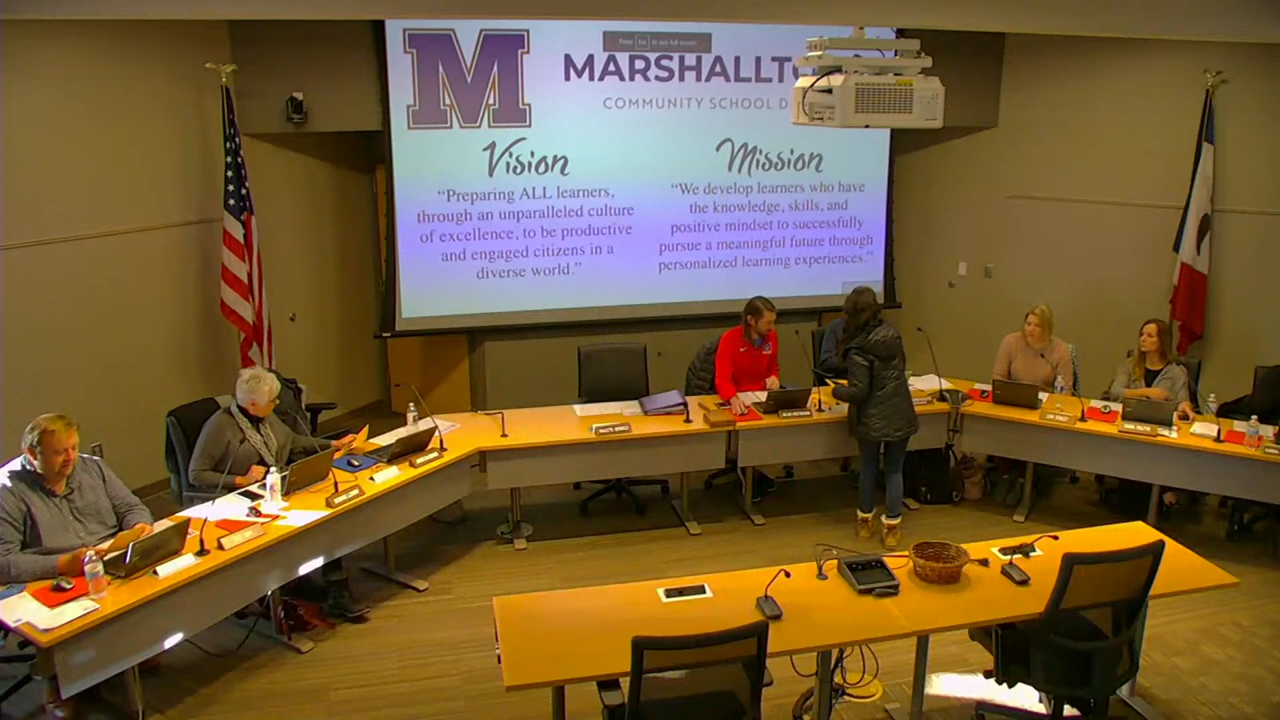 M
MARSHALLT
COMMUNITY SCHOOL D
Vision
"Preparing ALL learners,
through an unparalleled culture
of excellence, to be productive
and engaged citizens in a
diverse world."
Mission
"We develop learners who have
the knowledge, skills, and
positive mindset to successfully
pursue a meaningful future through
personalized learning experiences."